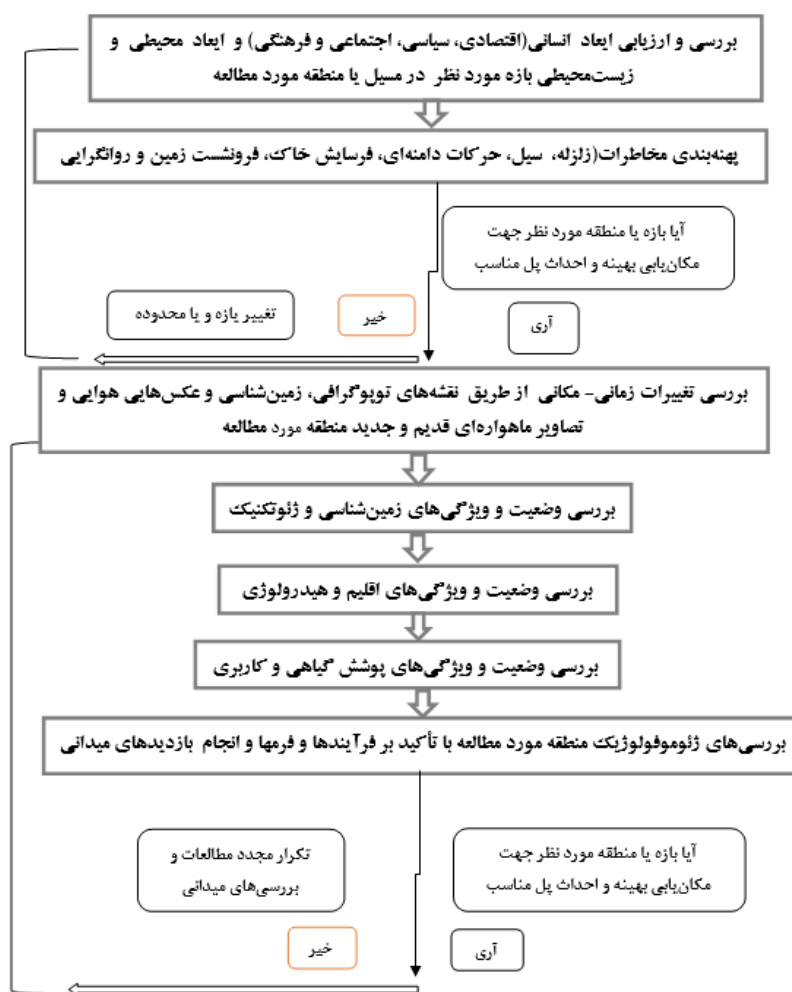 بررسی و ارزیابی ابعاد انسانی(اقتصادی، سیاسی، اجتماعی و فرهنگی) و ابعاد محیطی و
زیست‌محیطی بازه مورد نظر در مسیل یا منطقه مورد مطالعه
پهنه‌بندی مخاطرات(زلزله، سیل، حرکات دامنه‌ای، فرسایش خاک، فرونشست زمین و روانگرایی
آیا بازه یا منطقه مورد نظر جهت
مکان‌یابی بهینه و احداث پل مناسب
آری
خیر
تغییر بازه و یا محدوده
بررسی تغییرات زمانی- مکانی از طریق نقشه‌های توپوگرافی، زمین‌شناسی و عکس‌هایی هوایی و
تصاویر ماهواره‌ای قدیم و جدید منطقه مورد مطالعه
بررسی وضعیت و ویژگی‌های زمین‌شناسی و ژئوتکنیک
بررسی وضعیت و ویژگی‌های اقلیم و هیدرولوژی
بررسی وضعیت و ویژگی‌های پوشش گیاهی و کاربری
بررسی‌های ژئوموفولوژیک منطقه مورد مطالعه با تأکید بر فرآیندها و فرمها و انجام بازدیدهای میدانی
آیا بازه یا منطقه مورد نظر جهت
مکان‌یابی بهینه و احداث پل مناسب
تکرار مجدد مطالعات و
بررسی‌های میدانی
آری
خیر